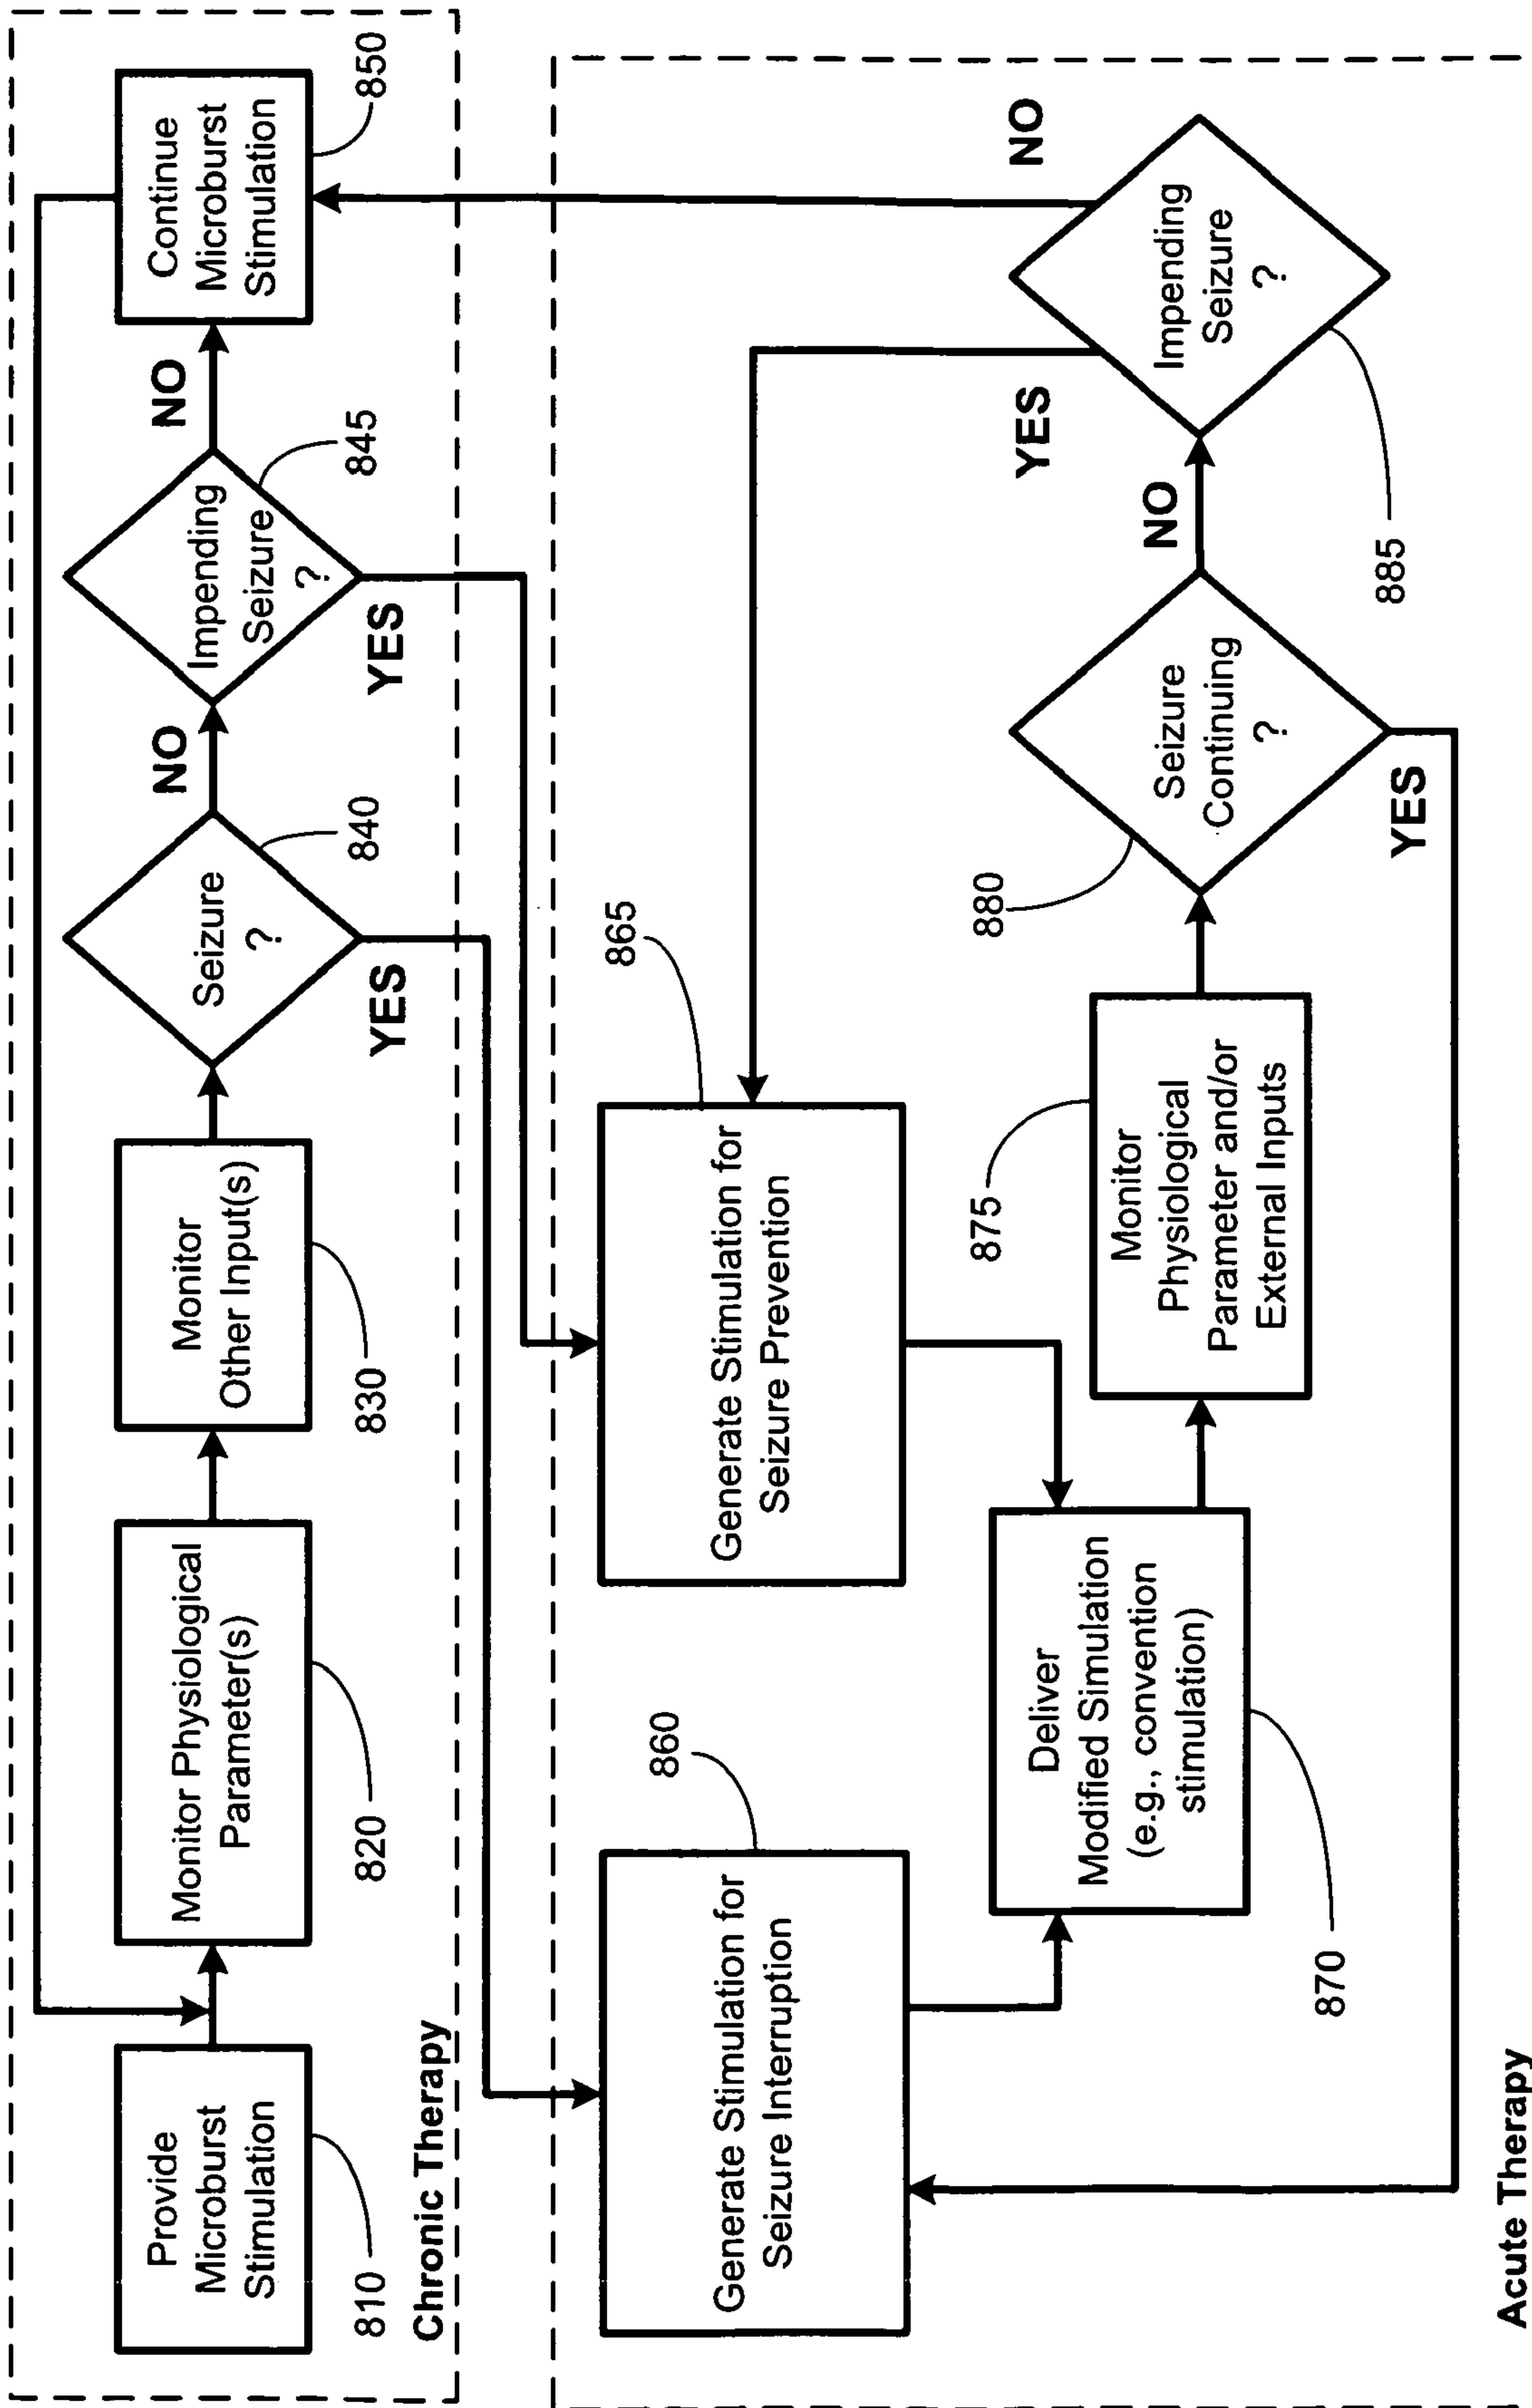 Provide
Microburst
Stimulation
810
Monitor Physiological
Parameter(s)
820
Monitor
Other Input(s)
830
Seizure
?
840
YES
NO
Impending
Seizure
?
845
YES
NO
Continue
Microburst
Stimulation
850
Chronic Therapy
Generate Stimulation for
Seizure Interruption
860
Generate Stimulation for
Seizure Prevention
865
Deliver
Modified Simulation
(e.g., convention
stimulation)
870
Monitor
Physiological
Parameter and/or
External Inputs
875
Seizure
Continuing
?
880
YES
NO
Impending
Seizure
?
885
YES
NO
Acute Therapy